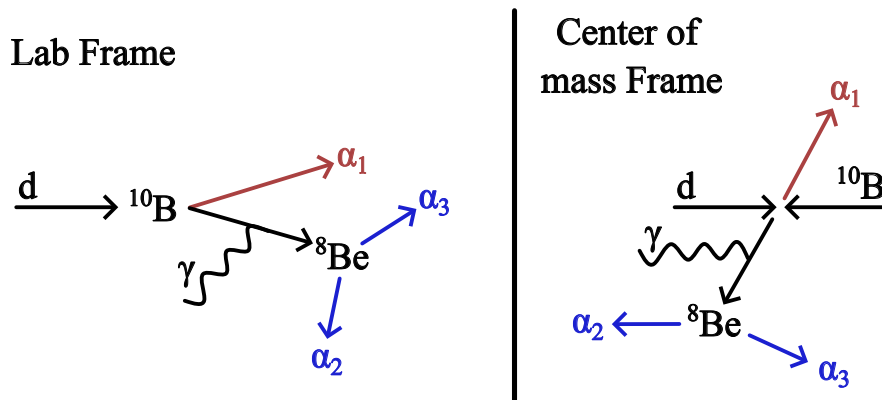 Lab Frame
d
¹⁰B
α₁
γ
⁸Be
α₃
α₂
Center of
mass Frame
α₁
d
¹⁰B
γ
α₂
⁸Be
α₃